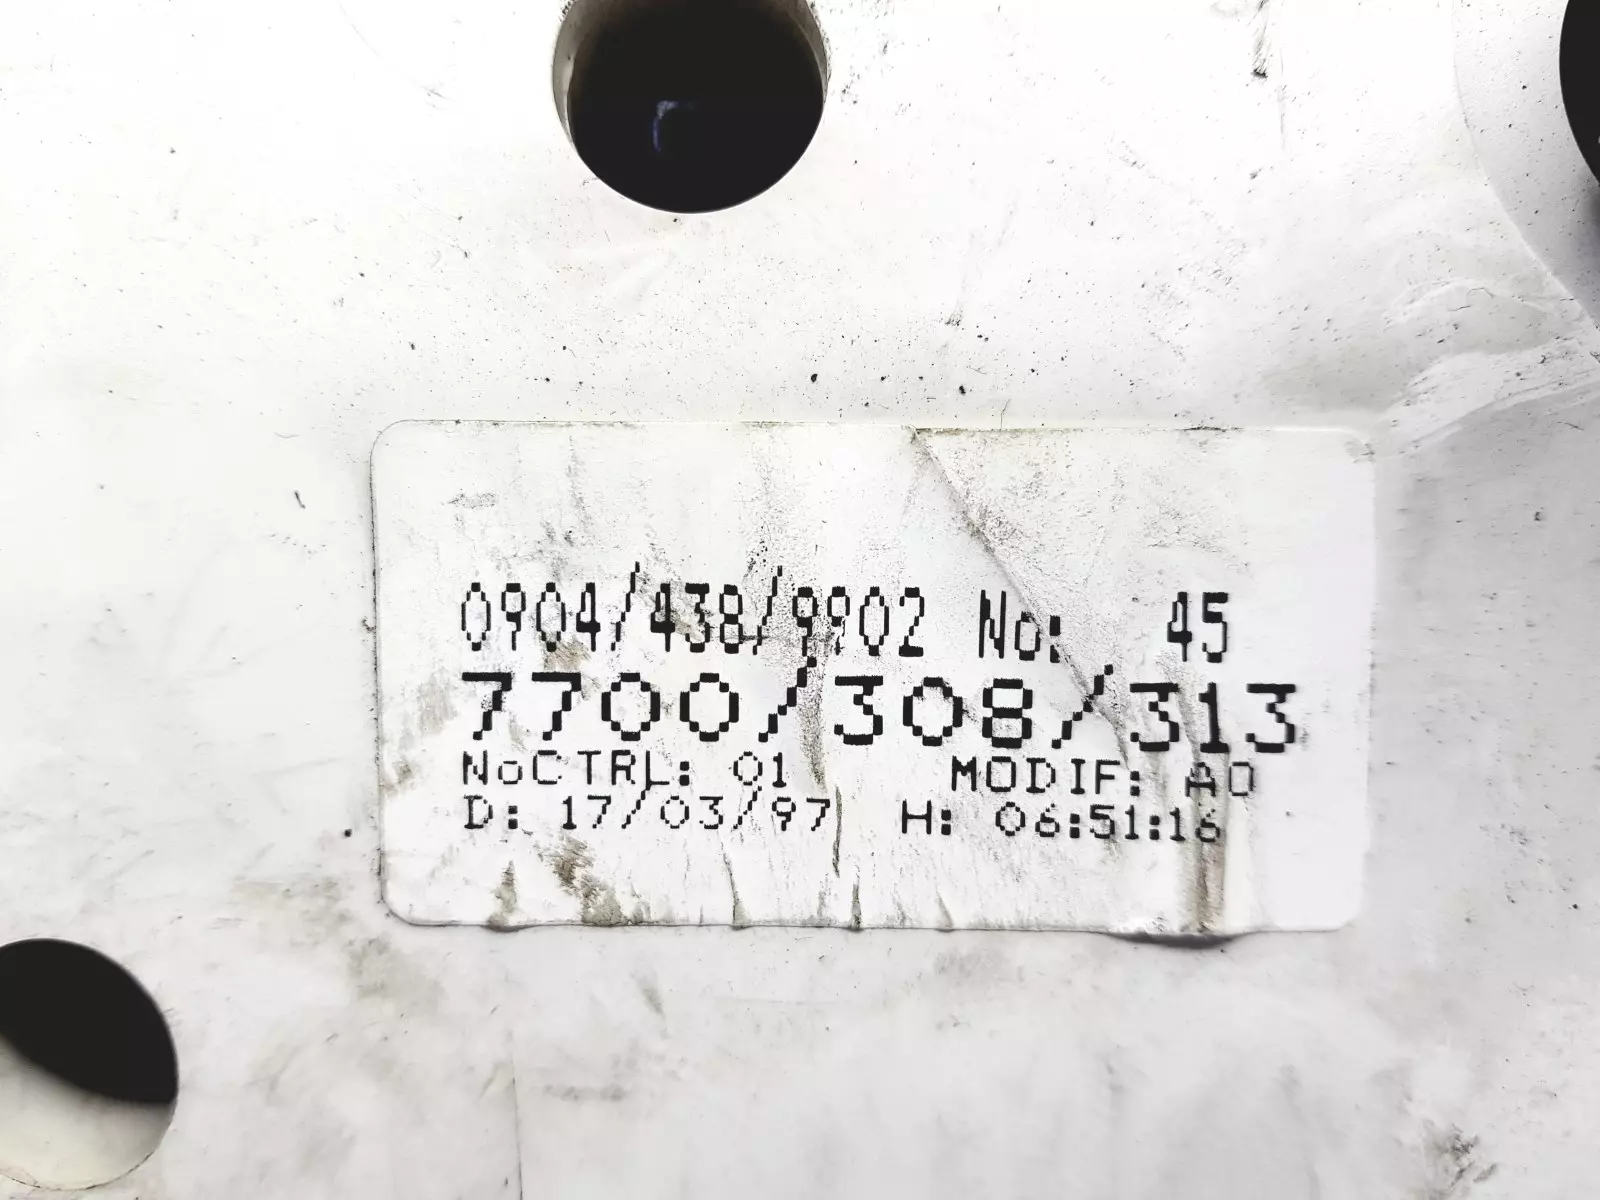 0904/438/9902 No: 45
7700/308/313
NoCTRL: 01 MODIF: A0
D: 17/03/97 H: 06:51:16